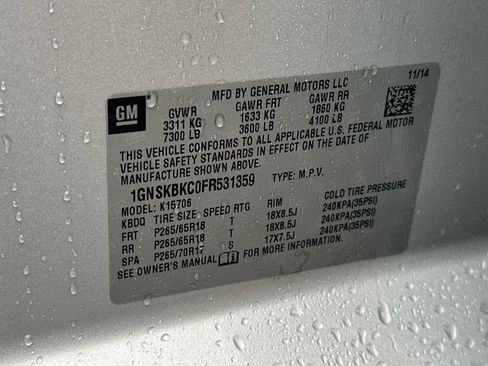 MFD BY GENERAL MOTORS LLC
11/14
GM
GVWR GAWR FRT GAWR RR
3311 KG 1633 KG 1860 KG
7300 LB 3600 LB 4100 LB
THIS VEHICLE CONFORMS TO ALL APPLICABLE U.S. FEDERAL MOTOR
VEHICLE SAFETY STANDARDS IN EFFECT ON THE DATE OF
MANUFACTURE SHOWN ABOVE.
1GNSKBKC0FR531359 TYPE: M.P.V.
MODEL: K15706
KBDQ TIRE SIZE SPEED RTG RIM COLD TIRE PRESSURE
FRT P265/65R18 T 18X8.5J 240KPA(35PSI)
RR P265/65R18 T 18X8.5J 240KPA(35PSI)
SPA P265/70R17 S 17X7.5J 240KPA(35PSI)
SEE OWNER'S MANUAL FOR MORE INFORMATION.